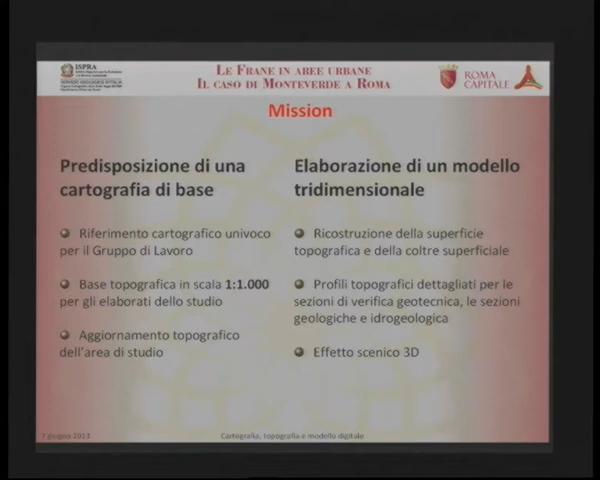 ISPRA
LE FRANE IN AREE URBANE
IL CASO DI MONTEVERDE A ROMA
ROMA
CAPITALE
Mission
Predisposizione di una
cartografia di base
Riferimento cartografico univoco
per il Gruppo di Lavoro
Base topografica in scala 1:1.000
per gli elaborati dello studio
Aggiornamento topografico
dell'area di studio
Elaborazione di un modello
tridimensionale
Ricostruzione della superficie
topografica e della coltre superficiale
Profili topografici dettagliati per le
sezioni di verifica geotecnica, le sezioni
geologiche e idrogeologica
Effetto scenico 3D
7 giugno 2013
Cartografia, topografia e modello digitale